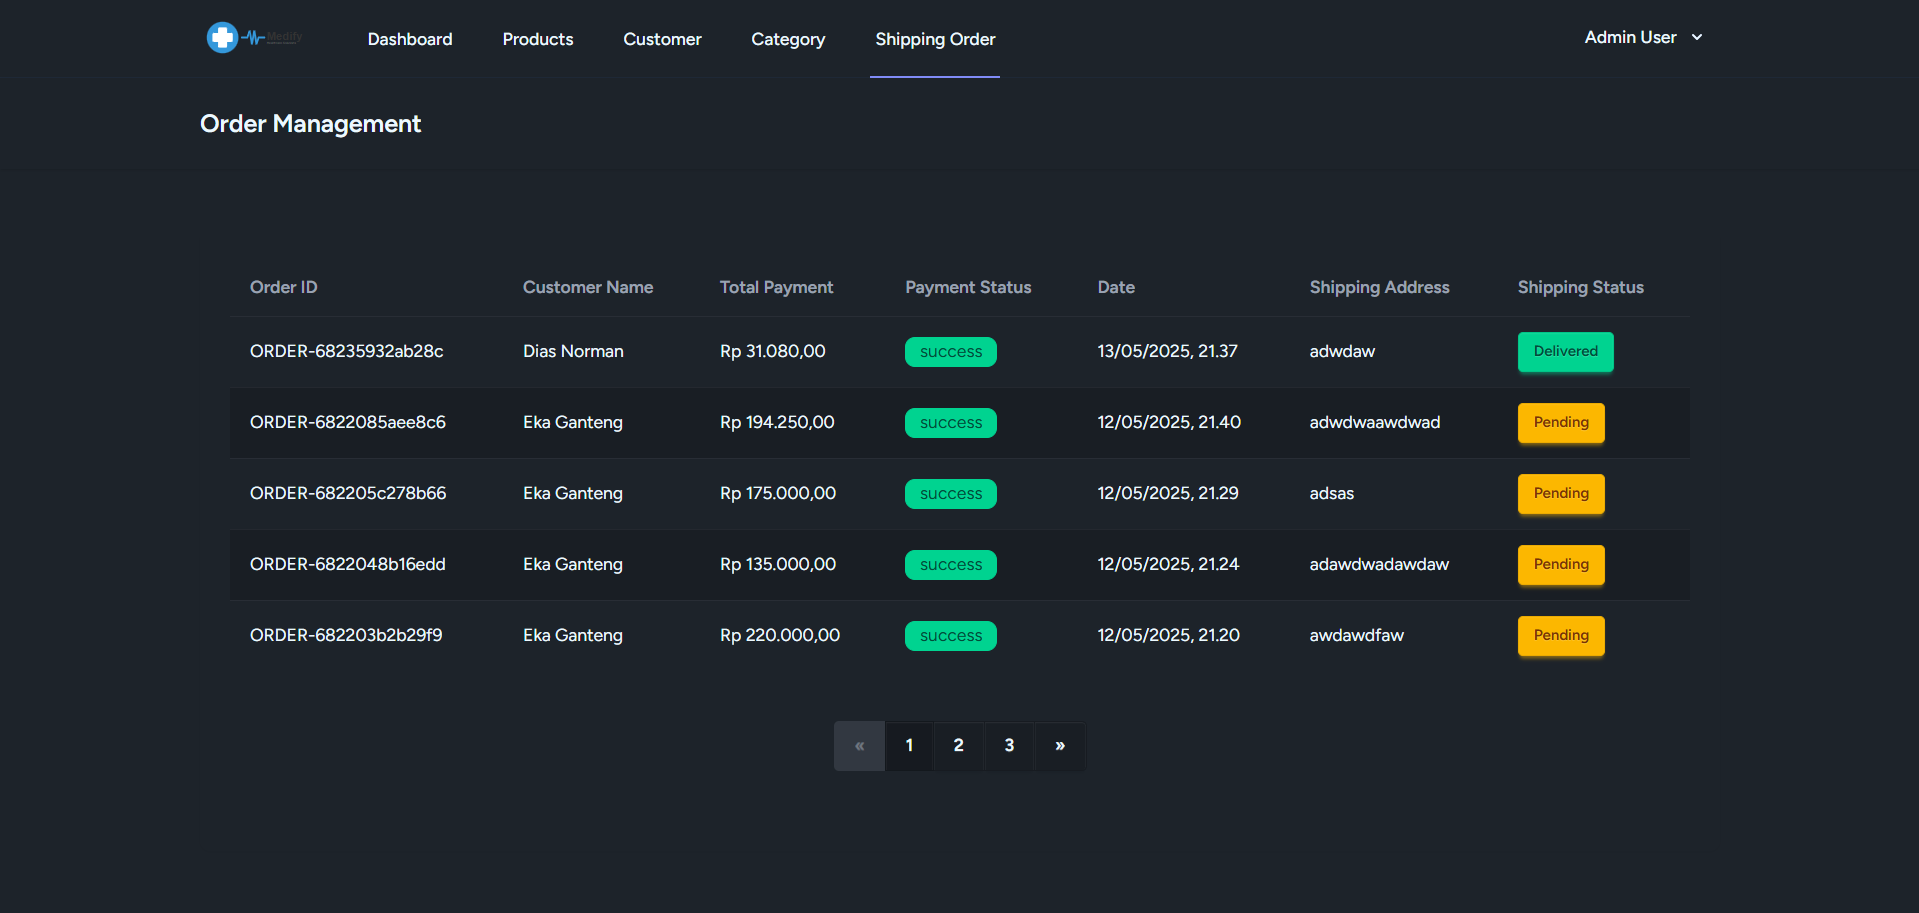 Medify
Dashboard Products Customer Category Shipping Order Admin User
Order Management
Order ID Customer Name Total Payment Payment Status Date Shipping Address Shipping Status
ORDER-68235932ab28c Dias Norman Rp 31.080,00 success 13/05/2025, 21.37 adwdaw Delivered
ORDER-6822085aee8c6 Eka Ganteng Rp 194.250,00 success 12/05/2025, 21.40 adwdwaawdwad Pending
ORDER-682205c278b66 Eka Ganteng Rp 175.000,00 success 12/05/2025, 21.29 adsas Pending
ORDER-6822048b16edd Eka Ganteng Rp 135.000,00 success 12/05/2025, 21.24 adawdwadawdaw Pending
ORDER-682203b2b29f9 Eka Ganteng Rp 220.000,00 success 12/05/2025, 21.20 awdawdfaw Pending
« 1 2 3 »